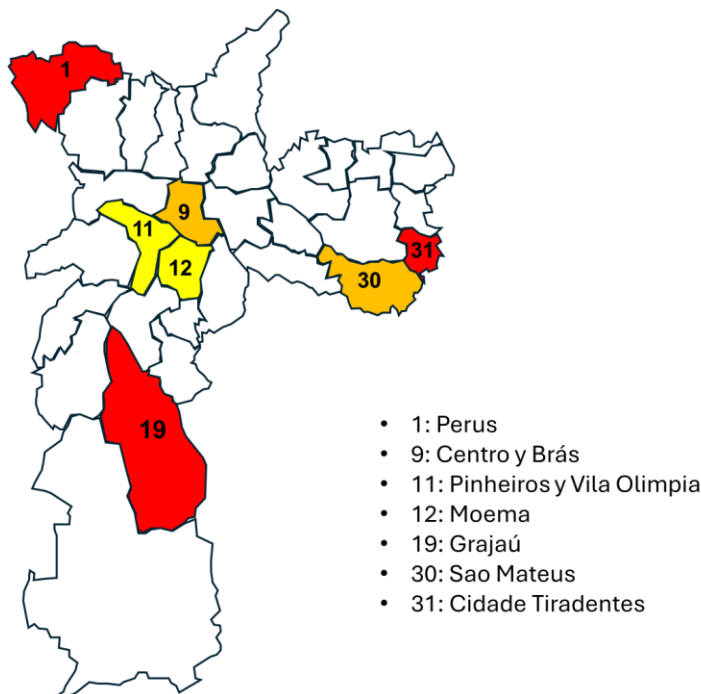 1
9
11
12
31
30
19
• 1: Perus
• 9: Centro y Brás
• 11: Pinheiros y Vila Olimpia
• 12: Moema
• 19: Grajaú
• 30: Sao Mateus
• 31: Cidade Tiradentes